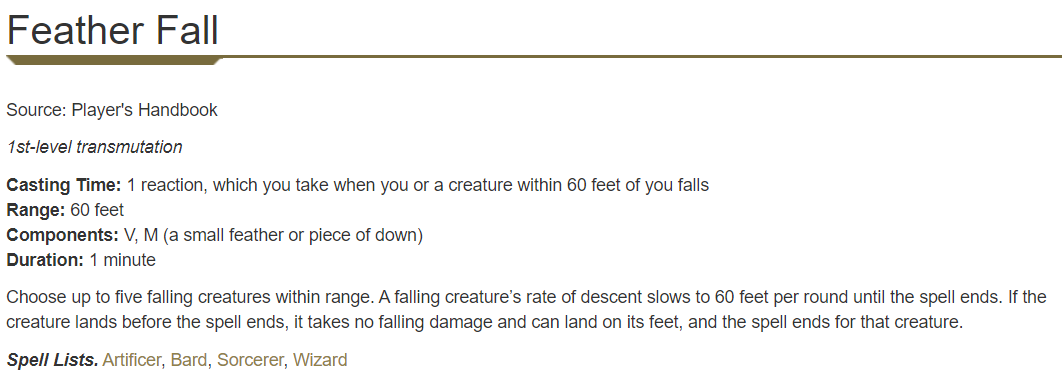 Feather Fall
Source: Player's Handbook
1st-level transmutation
Casting Time: 1 reaction, which you take when you or a creature within 60 feet of you falls
Range: 60 feet
Components: V, M (a small feather or piece of down)
Duration: 1 minute
Choose up to five falling creatures within range. A falling creature’s rate of descent slows to 60 feet per round until the spell ends. If the
creature lands before the spell ends, it takes no falling damage and can land on its feet, and the spell ends for that creature.
Spell Lists. Artificer, Bard, Sorcerer, Wizard